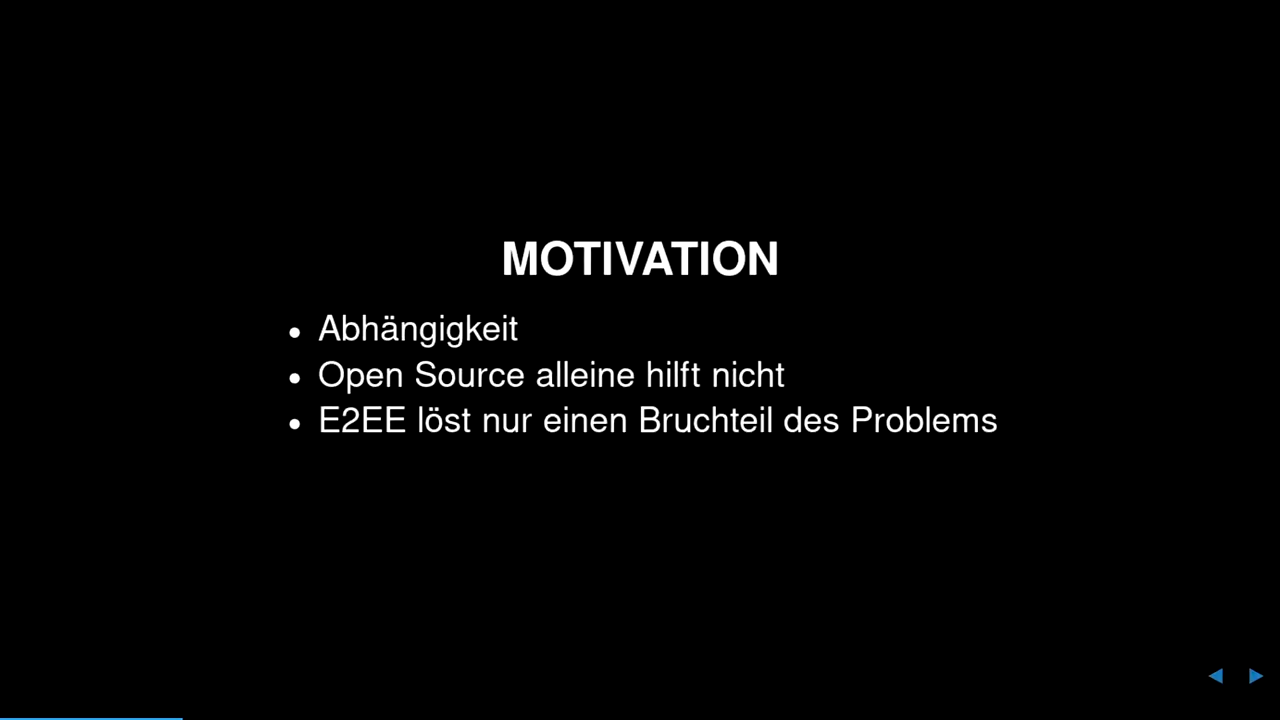 MOTIVATION
• Abhängigkeit
• Open Source alleine hilft nicht
• E2EE löst nur einen Bruchteil des Problems